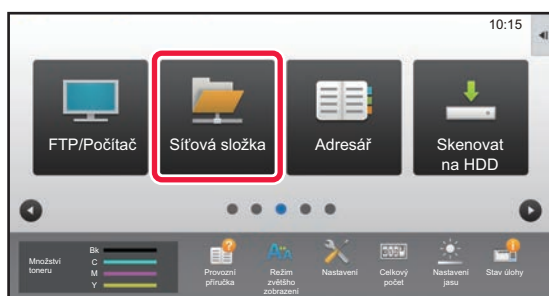 10:15
FTP/Počítač
Síťová složka
Adresář
Skenovat
na HDD
Množství
toneru
Bk
C
M
Y
Provozní
příručka
Režim
zvětšho
zobrazení
Nastavení
Celkový
počet
Nastavení
jasu
Stav úlohy